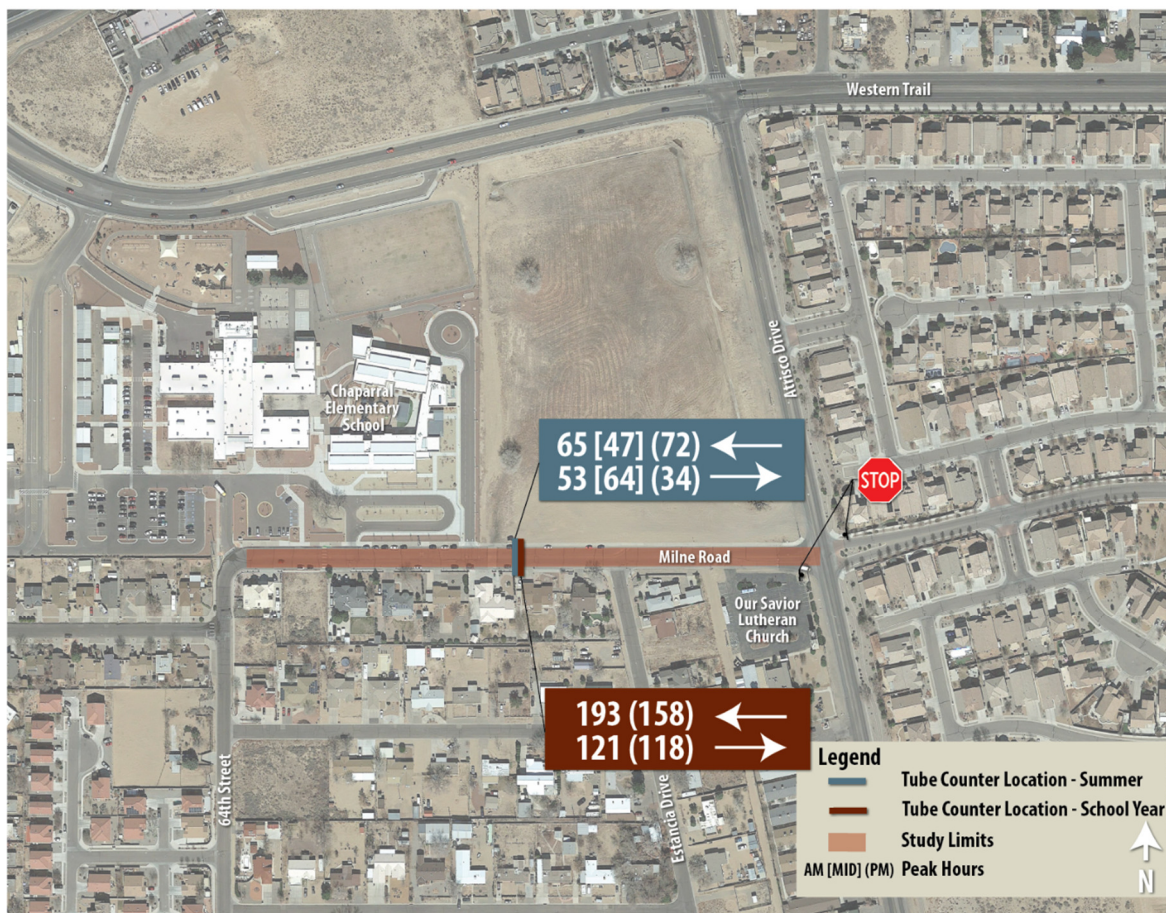 Western Trail
Atrisco Drive
Chaparral
Elementary
School
65 [47] (72)
53 [64] (34)
STOP
Milne Road
Our Savior
Lutheran
Church
193 (158)
121 (118)
64th Street
Estancia Drive
Legend
Tube Counter Location - Summer
Tube Counter Location - School Year
Study Limits
AM [MID] (PM) Peak Hours
N